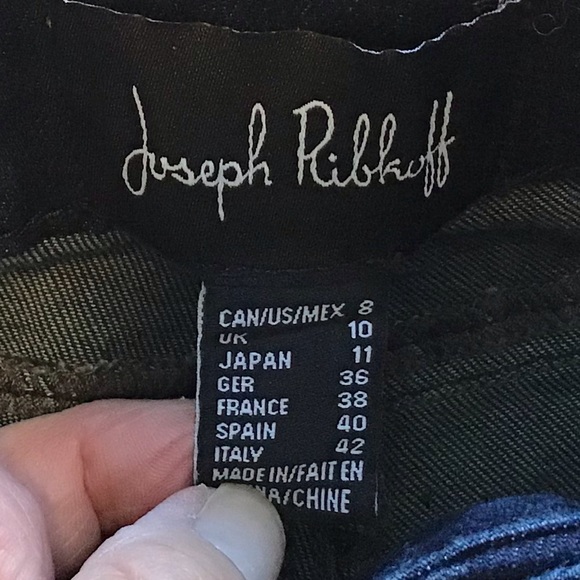 Joseph Ribkoff
CAN/US/MEX 8
UK 10
JAPAN 11
GER 36
FRANCE 38
SPAIN 40
ITALY 42
MADE IN/FAIT EN
/CHINE